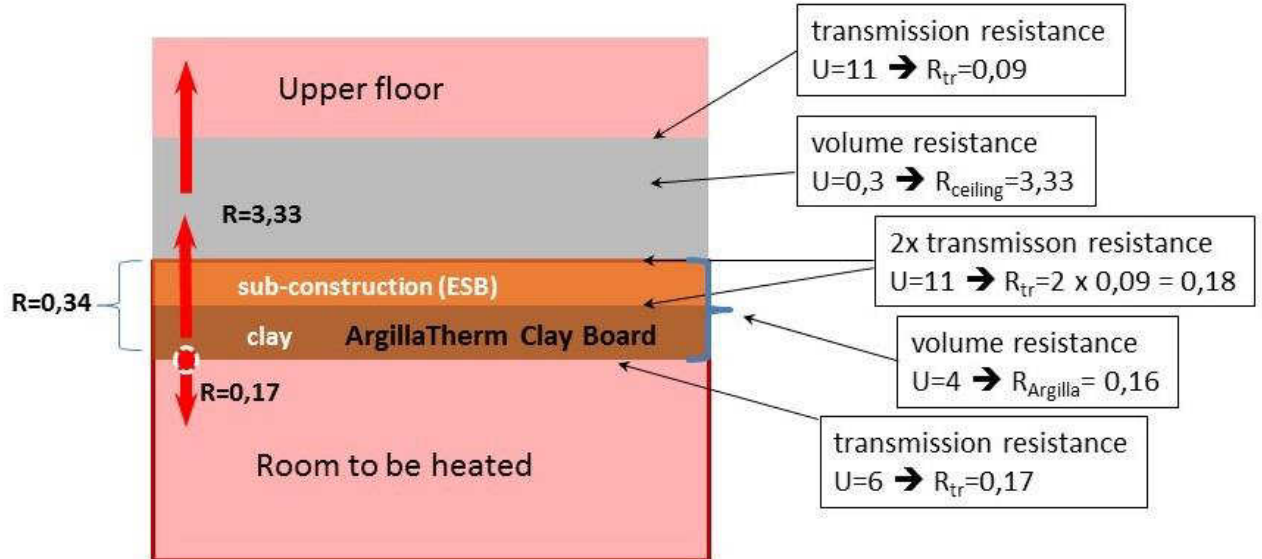 transmission resistance
U=11 ➔ Rtr=0,09
Upper floor
volume resistance
U=0,3 ➔ Rceiling=3,33
R=3,33
2x transmisson resistance
U=11 ➔ Rtr=2 x 0,09 = 0,18
sub-construction (ESB)
R=0,34
clay ArgillaTherm Clay Board
volume resistance
U=4 ➔ RArgilla= 0,16
R=0,17
transmission resistance
U=6 ➔ Rtr=0,17
Room to be heated